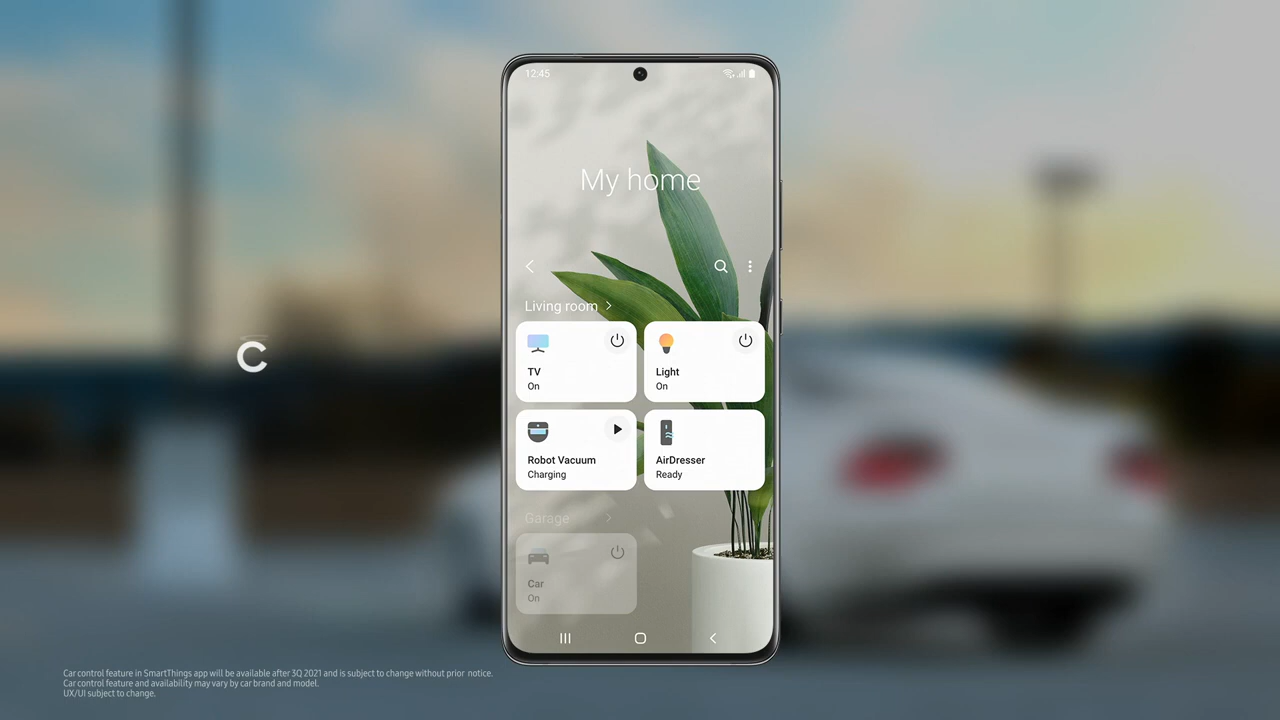 12:45
My home
Living room
TV
On
Light
On
Robot Vacuum
Charging
AirDresser
Ready
Garage
Car
On
C
Car control feature in SmartThings app will be available after 3Q 2021 and is subject to change without prior notice.
Car control feature and availability may vary by car brand and model.
UX/UI subject to change.